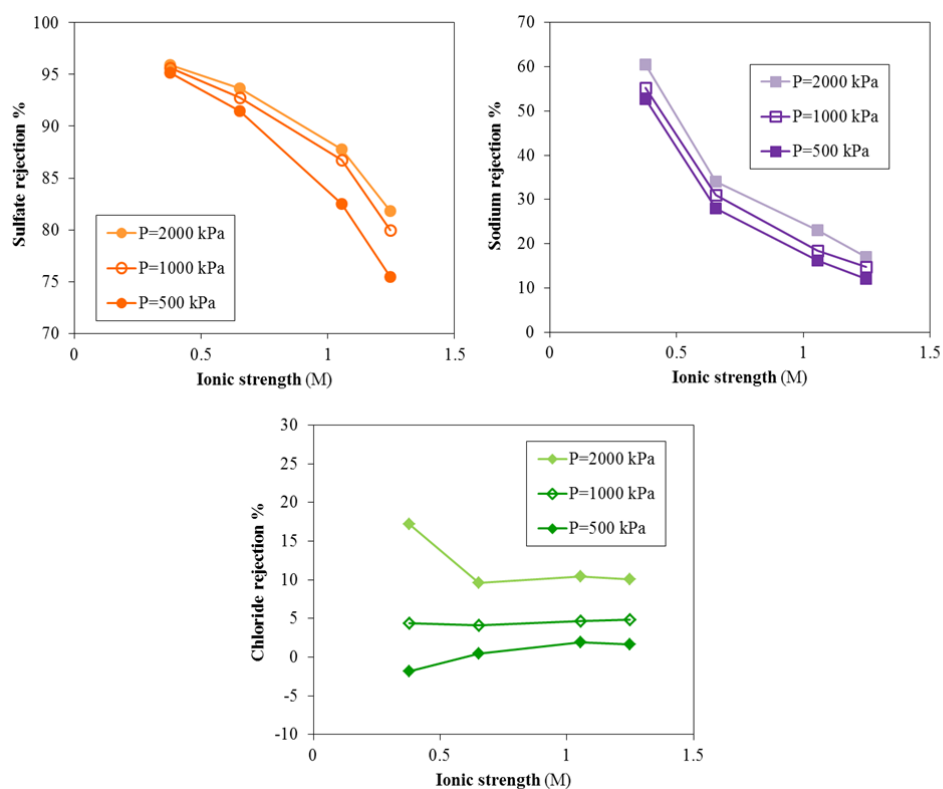 Sulfate rejection %
100
95
90
85
80
75
70
P=2000 kPa
P=1000 kPa
P=500 kPa
0
0.5
1
1.5
Ionic strength (M)
Sodium rejection %
70
60
50
40
30
20
10
0
P=2000 kPa
P=1000 kPa
P=500 kPa
0
0.5
1
1.5
Ionic strength (M)
Chloride rejection %
30
25
20
15
10
5
0
-5
-10
P=2000 kPa
P=1000 kPa
P=500 kPa
0
0.5
1
1.5
Ionic strength (M)